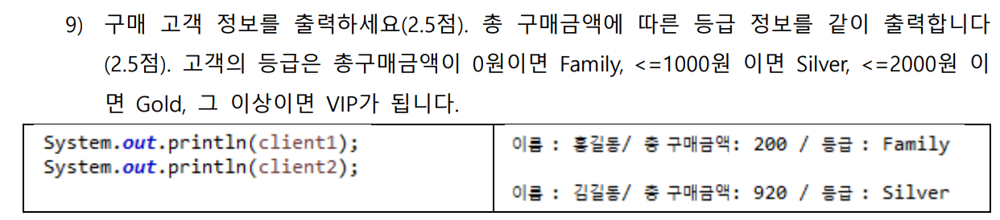 9) 구매 고객 정보를 출력하세요(2.5점). 총 구매금액에 따른 등급 정보를 같이 출력합니다
(2.5점). 고객의 등급은 총구매금액이 0원이면 Family, <=1000원 이면 Silver, <=2000원 이
면 Gold, 그 이상이면 VIP가 됩니다.
System.out.println(client1);
System.out.println(client2);
이름 : 홍길동/ 총 구매금액: 200 / 등급 : Family
이름 : 김길동/ 총 구매금액: 920 / 등급 : Silver